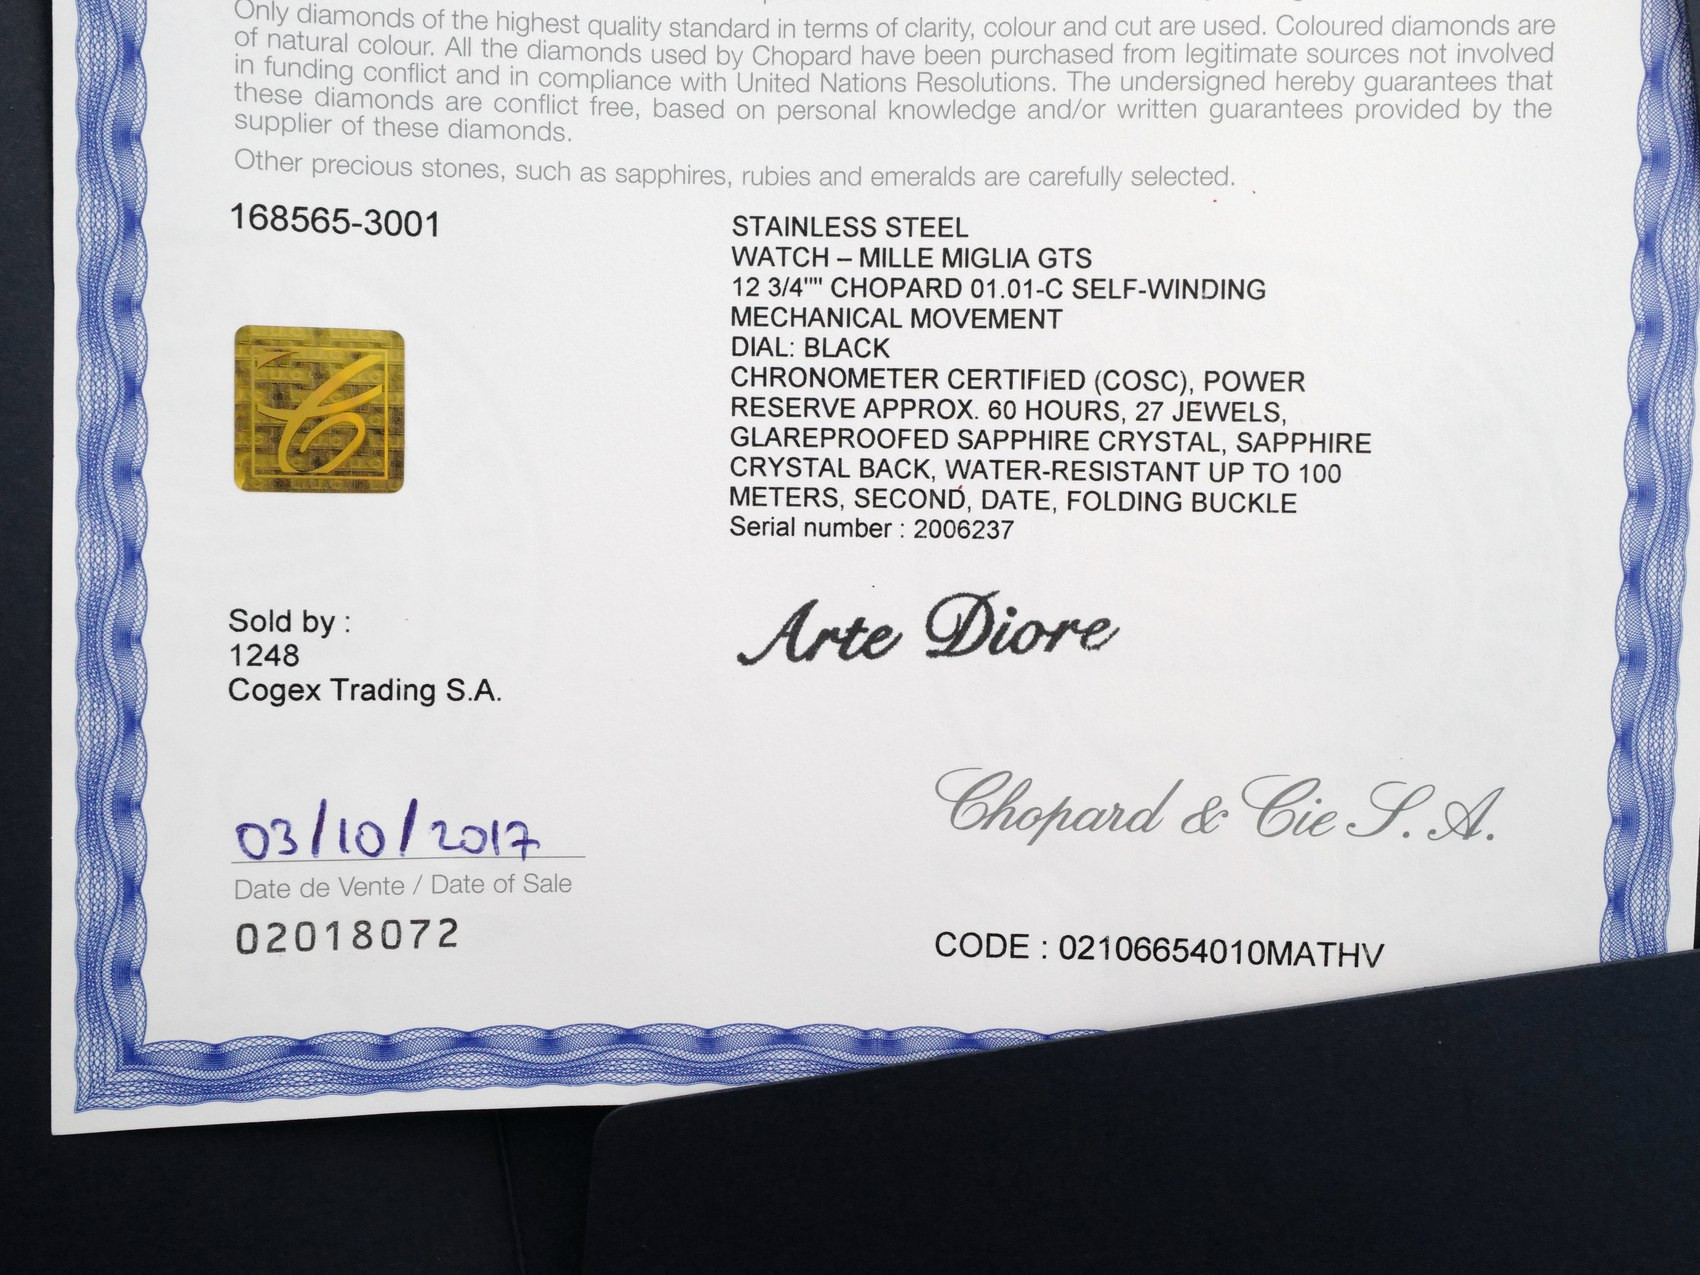 Only diamonds of the highest quality standard in terms of clarity, colour and cut are used. Coloured diamonds are
of natural colour. All the diamonds used by Chopard have been purchased from legitimate sources not involved
in funding conflict and in compliance with United Nations Resolutions. The undersigned hereby guarantees that
these diamonds are conflict free, based on personal knowledge and/or written guarantees provided by the
supplier of these diamonds.
Other precious stones, such as sapphires, rubies and emeralds are carefully selected.
168565-3001
STAINLESS STEEL
WATCH – MILLE MIGLIA GTS
12 3/4"" CHOPARD 01.01-C SELF-WINDING
MECHANICAL MOVEMENT
DIAL: BLACK
CHRONOMETER CERTIFIED (COSC), POWER
RESERVE APPROX. 60 HOURS, 27 JEWELS,
GLAREPROOFED SAPPHIRE CRYSTAL, SAPPHIRE
CRYSTAL BACK, WATER-RESISTANT UP TO 100
METERS, SECOND, DATE, FOLDING BUCKLE
Serial number : 2006237
Sold by :
1248
Cogex Trading S.A.
Arte Diore
Chopard & Cie S. A.
03/10/2017
Date de Vente / Date of Sale
02018072
CODE : 02106654010MATHV